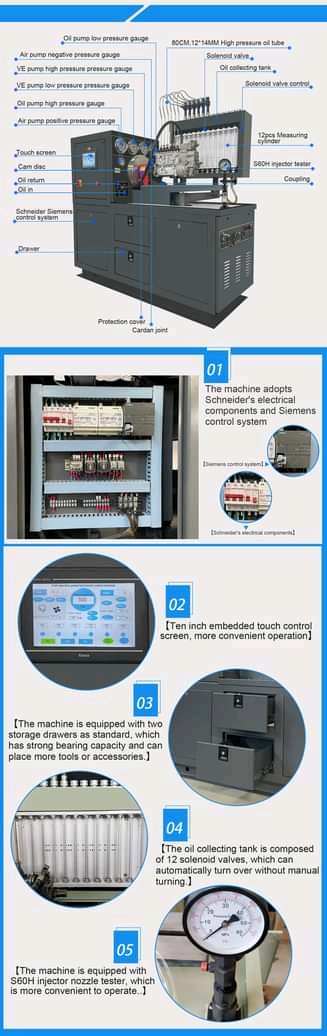 Oil pump low pressure gauge
Air pump negative pressure gauge
VE pump high pressure pressure gauge
VE pump low pressure pressure gauge
Oil pump high pressure gauge
Air pump positive pressure gauge
Touch screen
Cam disc
Oil return
Oil in
Schneider Siemens
control system
Drawer
80CM,12*14MM High pressure oil tube
Solenoid valve
Oil collecting tank
Solenoid valve control
12pcs Measuring
cylinder
S60H injector tester
Coupling
Protection cover
Cardan joint
01
The machine adopts
Schneider's electrical
components and Siemens
control system
【Siemens control system】
【Schneider's electrical components】
02
【Ten inch embedded touch control
screen, more convenient operation】
03
【The machine is equipped with two
storage drawers as standard, which
has strong bearing capacity and can
place more tools or accessories.】
04
【The oil collecting tank is composed
of 12 solenoid valves, which can
automatically turn over without manual
turning.】
05
【The machine is equipped with
S60H injector nozzle tester, which
is more convenient to operate..】